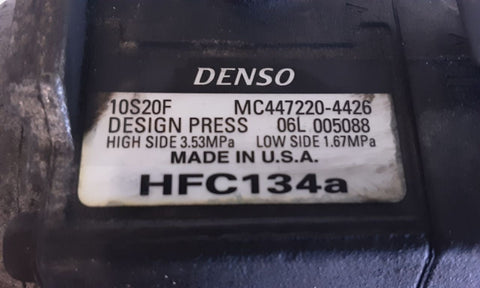 DENSO
10S20F MC447220-4426
DESIGN PRESS 06L 005088
HIGH SIDE 3.53MPa LOW SIDE 1.67MPa
MADE IN U.S.A.
HFC134a